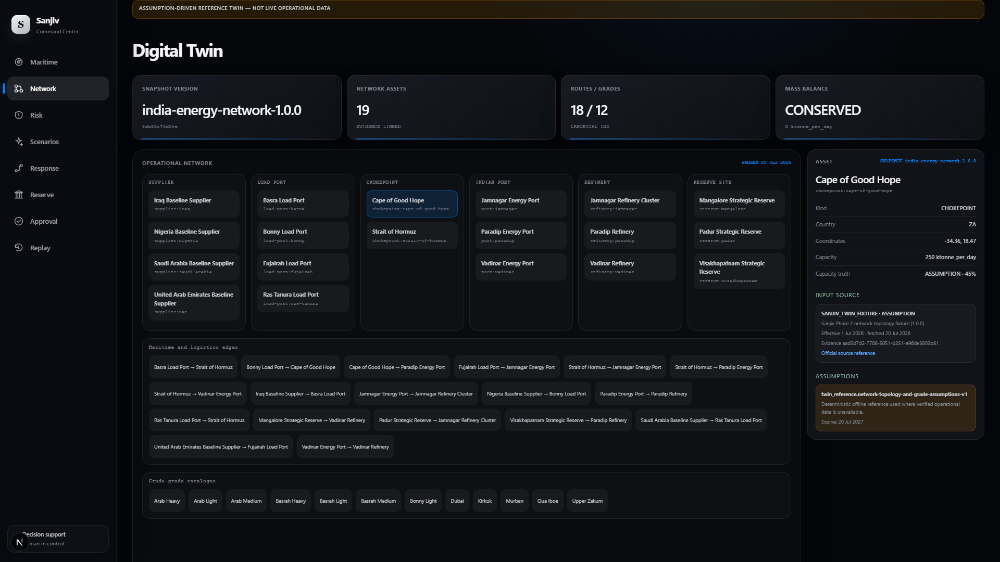 ASSUMPTION-DRIVEN REFERENCE TWIN — NOT LIVE OPERATIONAL DATA
S
Sanjiv
Command Center
Maritime
Network
Risk
Scenarios
Response
Reserve
Approval
Replay
Decision support
man in control
N
Digital Twin
SNAPSHOT VERSION
india-energy-network-1.0.0
feb82c75d5fe
NETWORK ASSETS
19
EVIDENCE LINKED
ROUTES / GRADES
18 / 12
CANONICAL IDS
MASS BALANCE
CONSERVED
0 ktonne_per_day
OPERATIONAL NETWORK
FROZEN 20 Jul 2026
SUPPLIER
Iraq Baseline Supplier
supplier:iraq
Nigeria Baseline Supplier
supplier:nigeria
Saudi Arabia Baseline Supplier
supplier:saudi-arabia
United Arab Emirates Baseline
Supplier
supplier:uae
LOAD PORT
Basra Load Port
load-port:basra
Bonny Load Port
load-port:bonny
Fujairah Load Port
load-port:fujairah
Ras Tanura Load Port
load-port:ras-tanura
CHOKEPOINT
Cape of Good Hope
chokepoint:cape-of-good-hope
Strait of Hormuz
chokepoint:strait-of-hormuz
INDIAN PORT
Jamnagar Energy Port
port:jamnagar
Paradip Energy Port
port:paradip
Vadinar Energy Port
port:vadinar
REFINERY
Jamnagar Refinery Cluster
refinery:jamnagar
Paradip Refinery
refinery:paradip
Vadinar Refinery
refinery:vadinar
RESERVE SITE
Mangalore Strategic Reserve
reserve:mangalore
Padur Strategic Reserve
reserve:padur
Visakhapatnam Strategic
Reserve
reserve:visakhapatnam
Maritime and logistics edges
Basra Load Port → Strait of Hormuz
Bonny Load Port → Cape of Good Hope
Cape of Good Hope → Paradip Energy Port
Fujairah Load Port → Jamnagar Energy Port
Strait of Hormuz → Jamnagar Energy Port
Strait of Hormuz → Paradip Energy Port
Strait of Hormuz → Vadinar Energy Port
Iraq Baseline Supplier → Basra Load Port
Jamnagar Energy Port → Jamnagar Refinery Cluster
Nigeria Baseline Supplier → Bonny Load Port
Paradip Energy Port → Paradip Refinery
Ras Tanura Load Port → Strait of Hormuz
Mangalore Strategic Reserve → Vadinar Refinery
Padur Strategic Reserve → Jamnagar Refinery Cluster
Visakhapatnam Strategic Reserve → Paradip Refinery
Saudi Arabia Baseline Supplier → Ras Tanura Load Port
United Arab Emirates Baseline Supplier → Fujairah Load Port
Vadinar Energy Port → Vadinar Refinery
Crude-grade catalogue
Arab Heavy
Arab Light
Arab Medium
Basrah Heavy
Basrah Light
Basrah Medium
Bonny Light
Dubai
Kirkuk
Murban
Qua Iboe
Upper Zakum
ASSET
SNAPSHOT india-energy-network-1.0.0
Cape of Good Hope
chokepoint:cape-of-good-hope
Kind CHOKEPOINT
Country ZA
Coordinates -34.36, 18.47
Capacity 250 ktonne_per_day
Capacity truth ASSUMPTION · 45%
INPUT SOURCE
SANJIV_TWIN_FIXTURE · ASSUMPTION
Sanjiv Phase 2 network topology fixture (1.0.0)
Effective 1 Jul 2026 · fetched 20 Jul 2026
Evidence aad347d2-7708-5051-b251-e96de5803b81
Official source reference
ASSUMPTIONS
twin_reference.network-topology-and-grade-assumptions-v1
Deterministic offline reference used where verified operational
data is unavailable.
Expires 20 Jul 2027